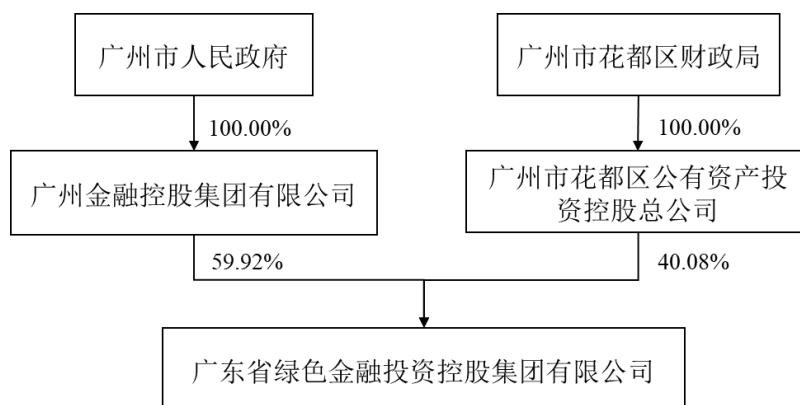 广州市人民政府
广州市花都区财政局
100.00%
100.00%
广州金融控股集团有限公司
广州市花都区公有资产投
资控股总公司
59.92%
40.08%
广东省绿色金融投资控股集团有限公司